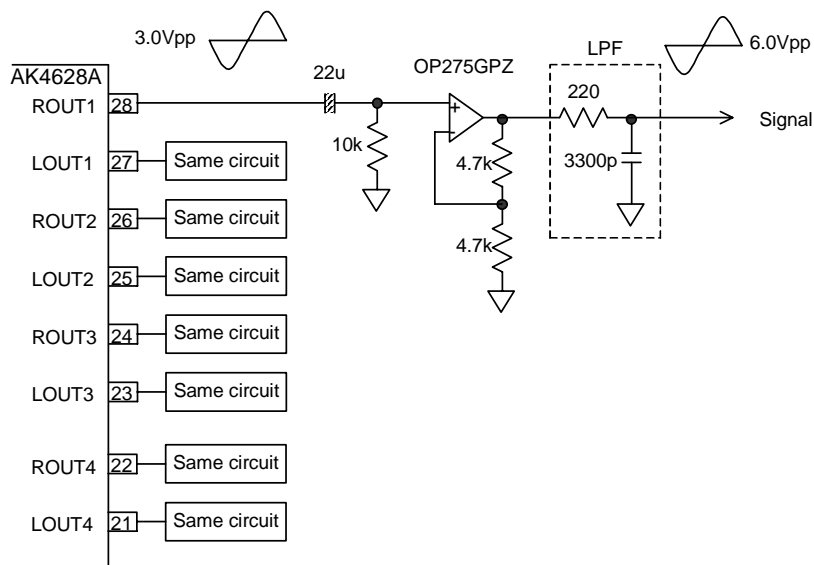 3.0Vpp
LPF
6.0Vpp
AK4628A
22u
OP275GPZ
220
ROUT1 28
+
-
Signal
10k
4.7k
3300p
LOUT1 27 Same circuit
ROUT2 26 Same circuit
4.7k
LOUT2 25 Same circuit
ROUT3 24 Same circuit
LOUT3 23 Same circuit
ROUT4 22 Same circuit
LOUT4 21 Same circuit